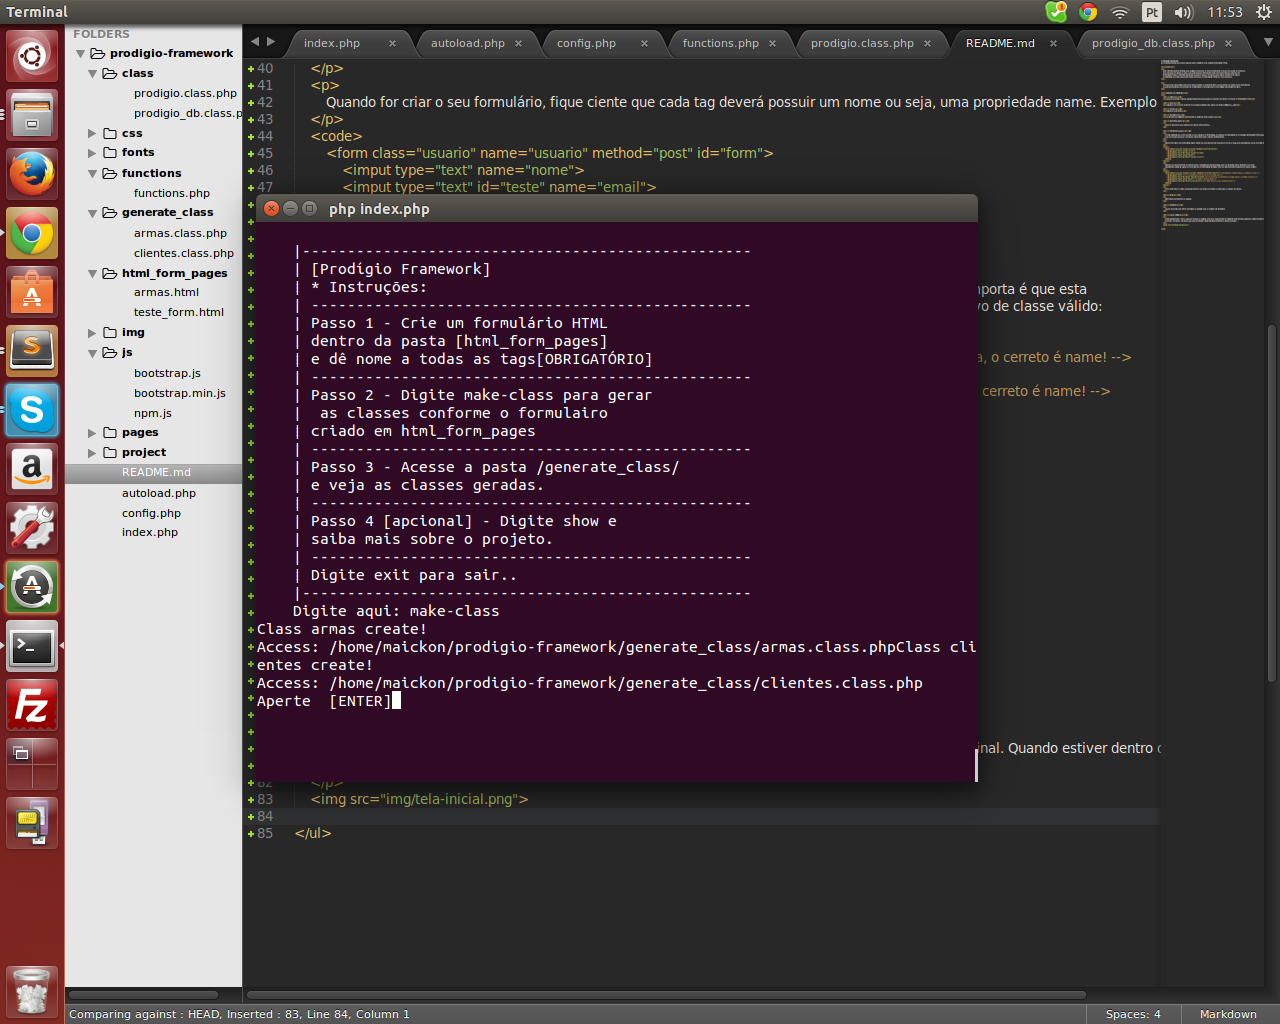 Terminal
Pt
11:53
FOLDERS
prodigio-framework
class
prodigio.class.php
prodigio_db.class.p
css
fonts
functions
functions.php
generate_class
armas.class.php
clientes.class.php
html_form_pages
armas.html
teste_form.html
img
js
bootstrap.js
bootstrap.min.js
npm.js
pages
project
README.md
autoload.php
config.php
index.php
index.php × autoload.php × config.php × functions.php × prodigio.class.php × README.md × prodigio_db.class.php ×
40 </p>
41 <p>
42 Quando for criar o seu formulário, fique ciente que cada tag deverá possuir um nome ou seja, uma propriedade name. Exemplo
43 </p>
44 <code>
45 <form class="usuario" name="usuario" method="post" id="form">
46 <imput type="text" name="nome">
47 <imput type="text" id="teste" name="email">
php index.php
|--------------------------------------------------
| [Prodígio Framework]
| * Instruções:
| -------------------------------------------------
| Passo 1 - Crie um formulário HTML
| dentro da pasta [html_form_pages]
| e dê nome a todas as tags[OBRIGATÓRIO]
| -------------------------------------------------
| Passo 2 - Digite make-class para gerar
|  as classes conforme o formulairo
| criado em html_form_pages
| -------------------------------------------------
| Passo 3 - Acesse a pasta /generate_class/
| e veja as classes geradas.
| -------------------------------------------------
| Passo 4 [apcional] - Digite show e
| saiba mais sobre o projeto.
| -------------------------------------------------
| Digite exit para sair..
|--------------------------------------------------
Digite aqui: make-class
Class armas create!
Access: /home/maickon/prodigio-framework/generate_class/armas.class.phpClass cli
entes create!
Access: /home/maickon/prodigio-framework/generate_class/clientes.class.php
Aperte  [ENTER]
porta é que esta
vo de classe válido:
, o cerreto é name! -->
cerreto é name! -->
nal. Quando estiver dentro
82 </p>
83 <img src="img/tela-inicial.png">
84
85 </ul>
Comparing against : HEAD, Inserted : 83, Line 84, Column 1
Spaces: 4
Markdown